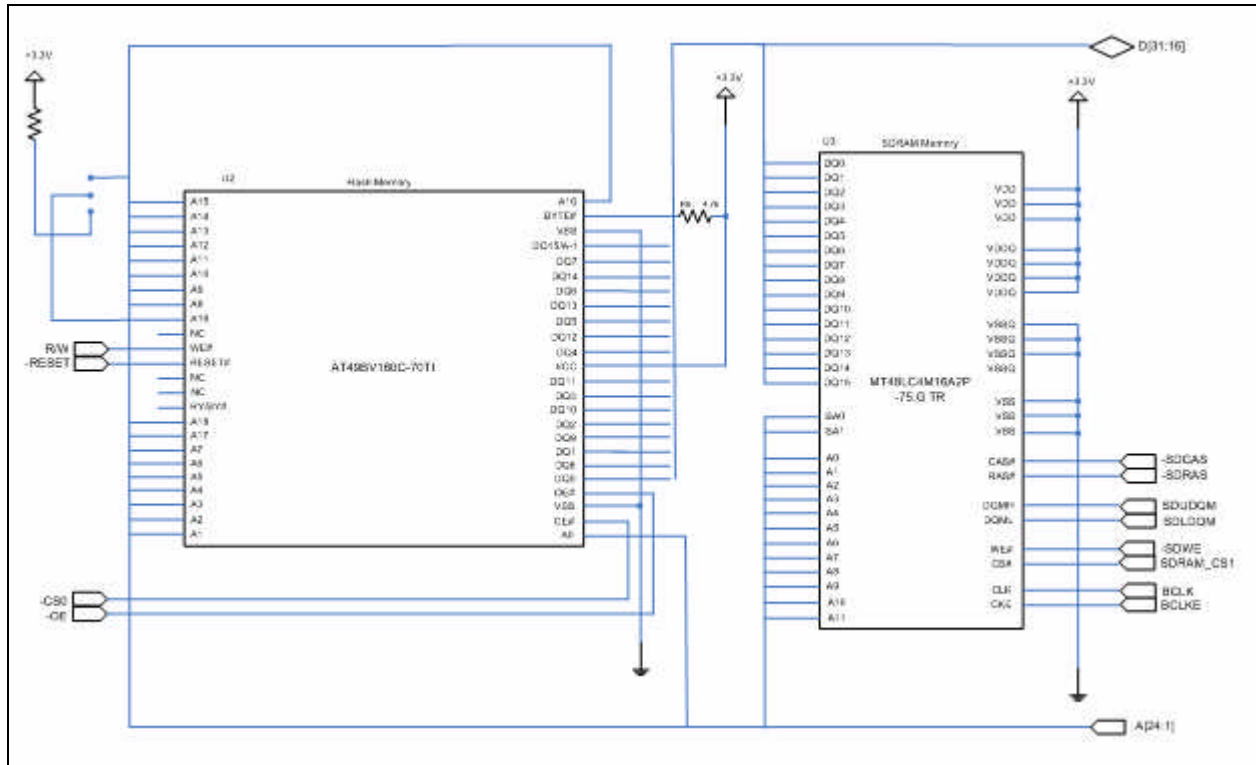 +3.3V
D[31:16]
+3.3V
+3.3V
U2
Flash Memory
U3
SDRAM Memory
A15
A14
A13
A12
A11
A10
A9
A8
A19
NC
WE#
RESET#
NC
NC
A18
A17
A7
A6
A5
A4
A3
A2
A1
R/W
-RESET
-CS0
-OE
AT49BV160C-70TI
A16
BYTE#
VSS
DQ15/A-1
DQ7
DQ14
DQ6
DQ13
DQ5
DQ12
DQ4
VCC
DQ11
DQ3
DQ10
DQ2
DQ9
DQ1
DQ8
DQ0
OE#
VSS
CE#
A0
4.7k
DQ0
DQ1
DQ2
DQ3
DQ4
DQ5
DQ6
DQ7
DQ8
DQ9
DQ10
DQ11
DQ12
DQ13
DQ14
DQ15
BA0
BA1
A0
A1
A2
A3
A4
A5
A6
A7
A8
A9
A10
A11
MT48LC4M16A2P
-75:G TR
VDD
VDD
VDD
VDDQ
VDDQ
VDDQ
VDDQ
VSSQ
VSSQ
VSSQ
VSSQ
VSS
VSS
VSS
CAS#
RAS#
DQMH
DQML
WE#
CS#
CLK
CKE
-SDCAS
-SDRAS
SDUDQM
SDLDQM
-SDWE
SDRAM_CS1
BCLK
BCLKE
A[24:1]